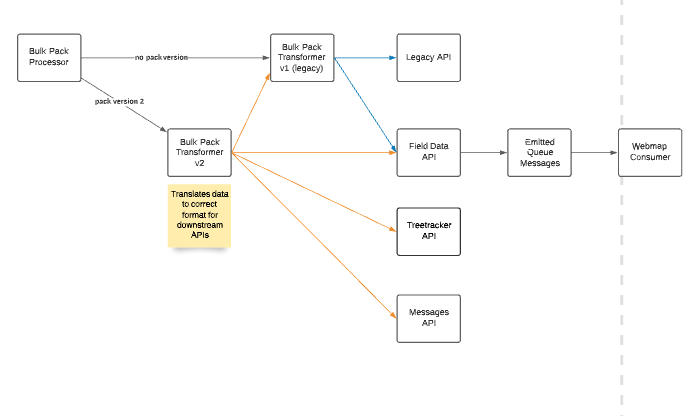 Bulk Pack
Processor
no pack version
Bulk Pack
Transformer
v1 (legacy)
Legacy API
pack version 2
Bulk Pack
Transformer
v2
Field Data
API
Emitted
Queue
Messages
Webmap
Consumer
Translates data
to correct
format for
downstream
APIs
Treetracker
API
Messages
API